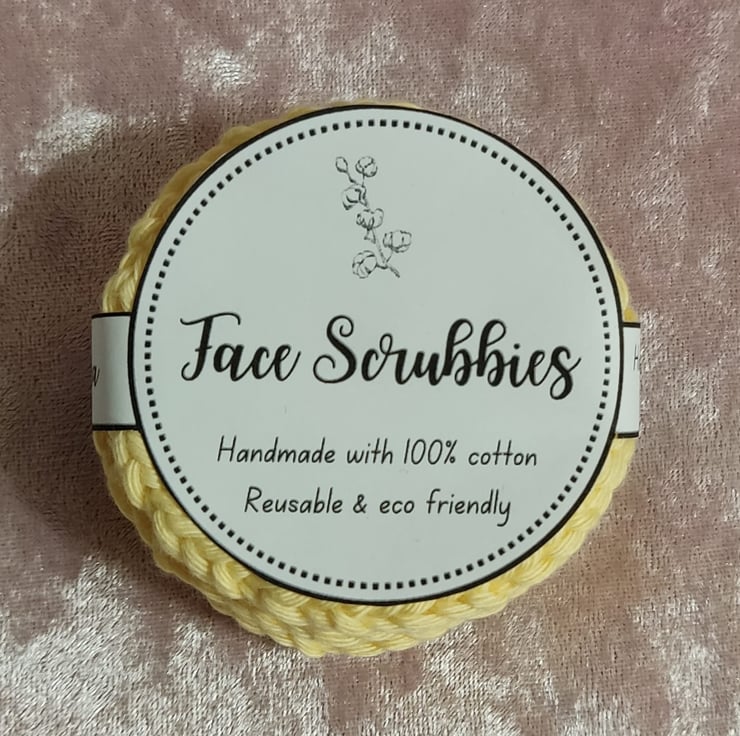 Face Scrubbies
Handmade with 100% cotton
Reusable & eco friendly